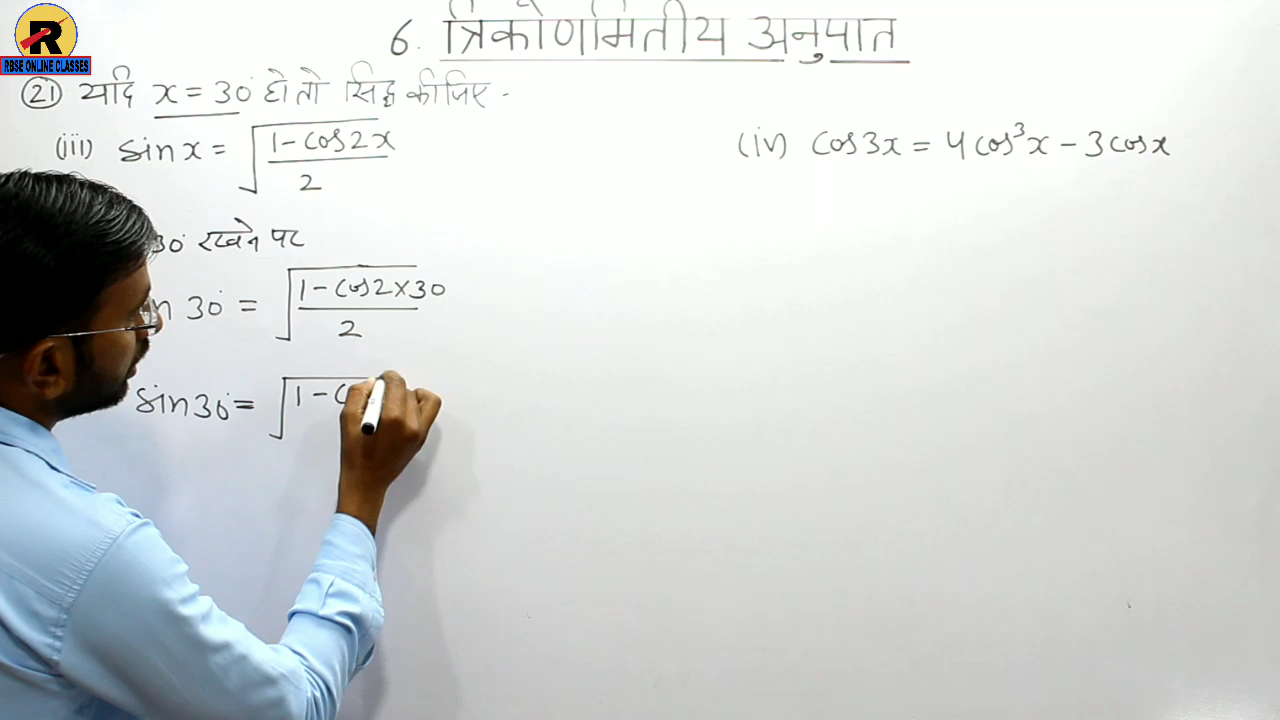 R
RBSE ONLINE CLASSES
6. त्रिकोणमितीय अनुपात
(21) यदि x = 30° हो तो सिद्ध कीजिए -
(iii) sin x = √((1 - cos 2x)/2)
(iv) cos 3x = 4 cos³x - 3 cos x
30° रखने पर
n 30° = √((1 - cos 2×30)/2)
sin 30° = √(1 - c